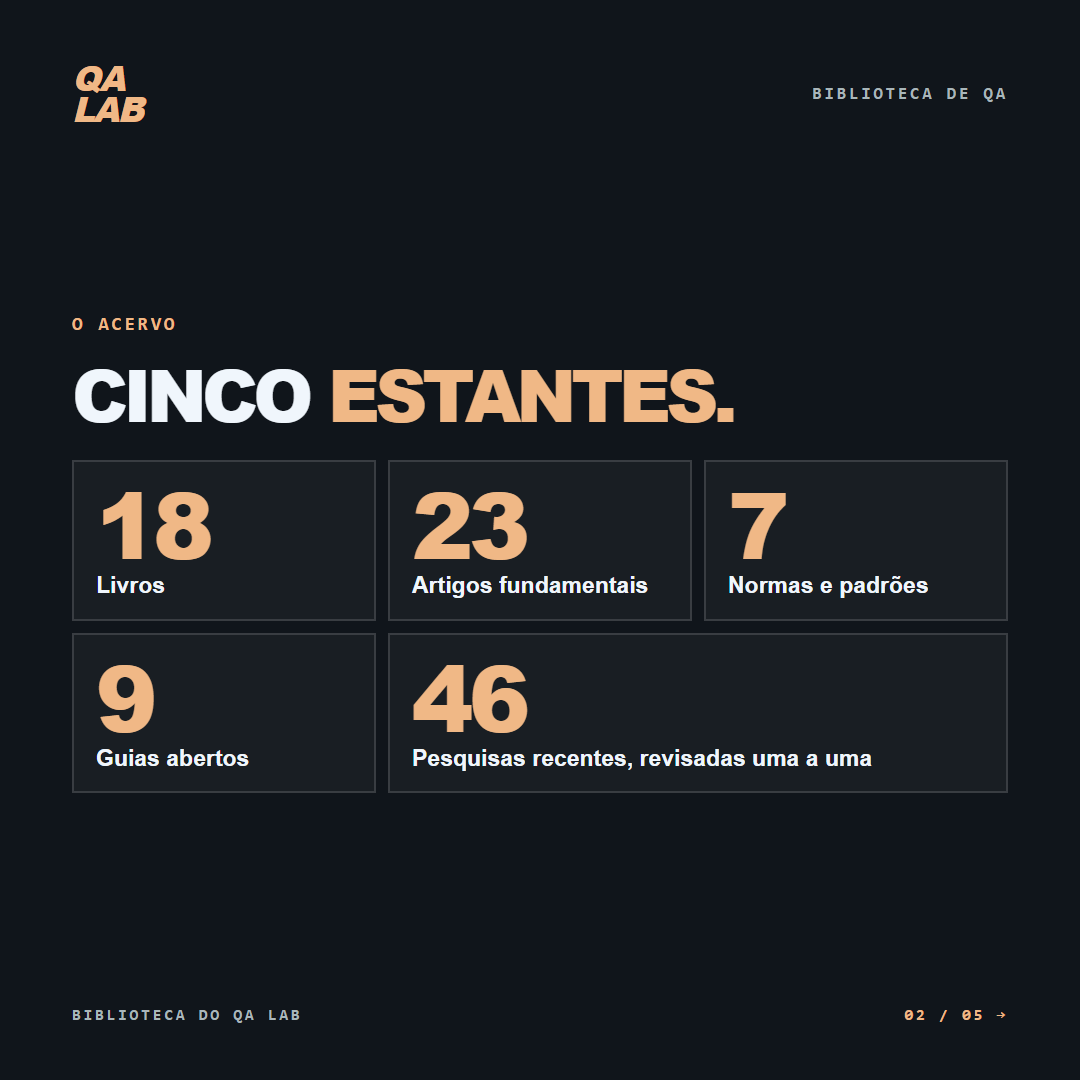 QA
LAB
BIBLIOTECA DE QA
O ACERVO
CINCO ESTANTES.
18
Livros
23
Artigos fundamentais
7
Normas e padrões
9
Guias abertos
46
Pesquisas recentes, revisadas uma a uma
BIBLIOTECA DO QA LAB
02 / 05 →